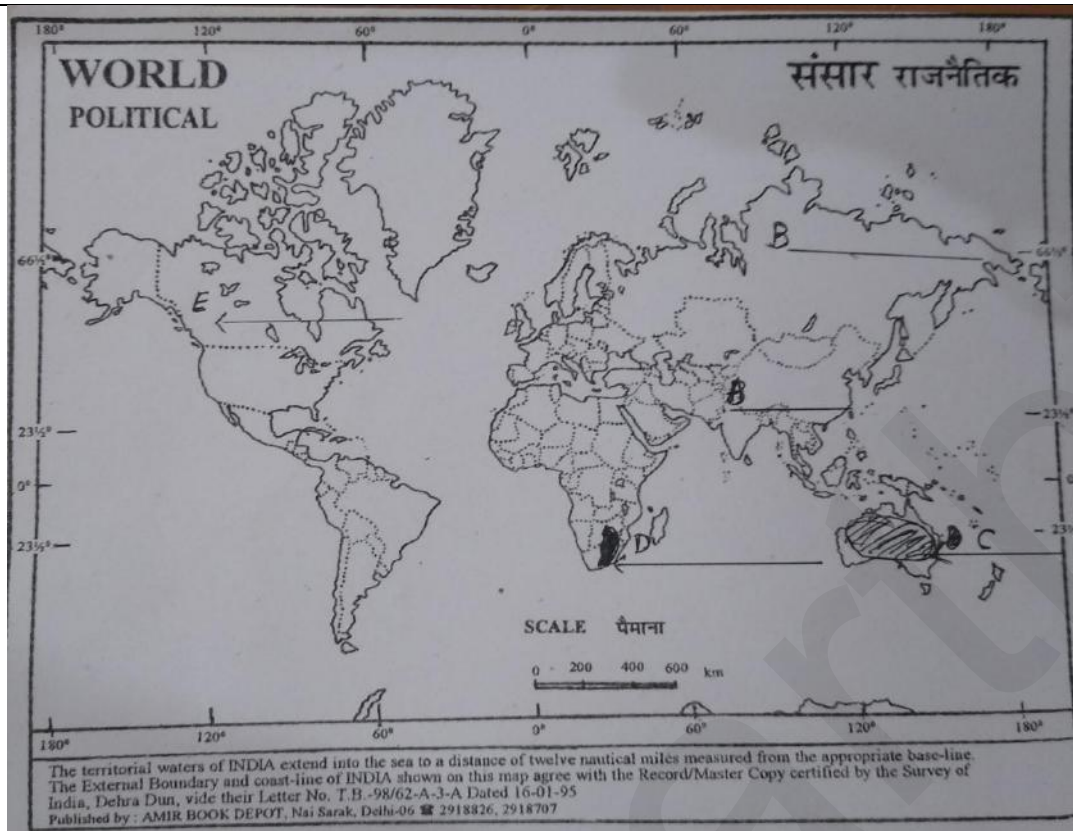 180° 120° 60° 0° 60° 120° 180°
WORLD
POLITICAL
संसार राजनैतिक
B
66½° 66½°
E
B
23½° 23½°
0° 0
23½° 23½
D C
SCALE पैमाना
0 200 400 600 km
180° 120° 60° 0° 60° 120° 180°
The territorial waters of INDIA extend into the sea to a distance of twelve nautical miles measured from the appropriate base-line.
The External Boundary and coast-line of INDIA shown on this map agree with the Record/Master Copy certified by the Survey of
India, Dehra Dun, vide their Letter No. T.B.-98/62-A-3-A Dated 16-01-95
Published by : AMIR BOOK DEPOT, Nai Sarak, Delhi-06 ☎ 2918826, 2918707